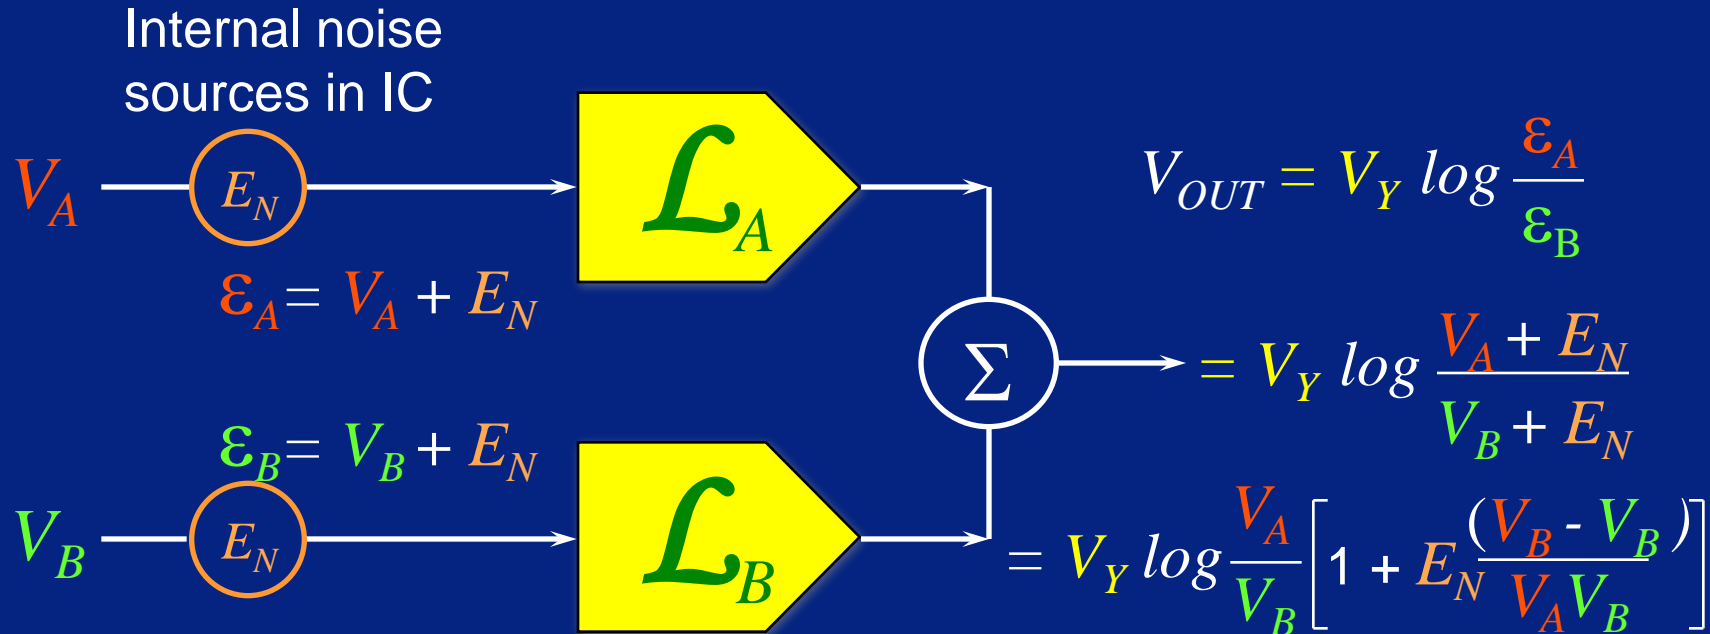 Internal noise
sources in IC
V_A
E_N
ℒ_A
ε_A = V_A + E_N
V_OUT = V_Y log ε_A / ε_B
Σ
= V_Y log (V_A + E_N) / (V_B + E_N)
ε_B = V_B + E_N
V_B
E_N
ℒ_B
= V_Y log V_A / V_B [1 + E_N (V_B - V_B) / V_A V_B]